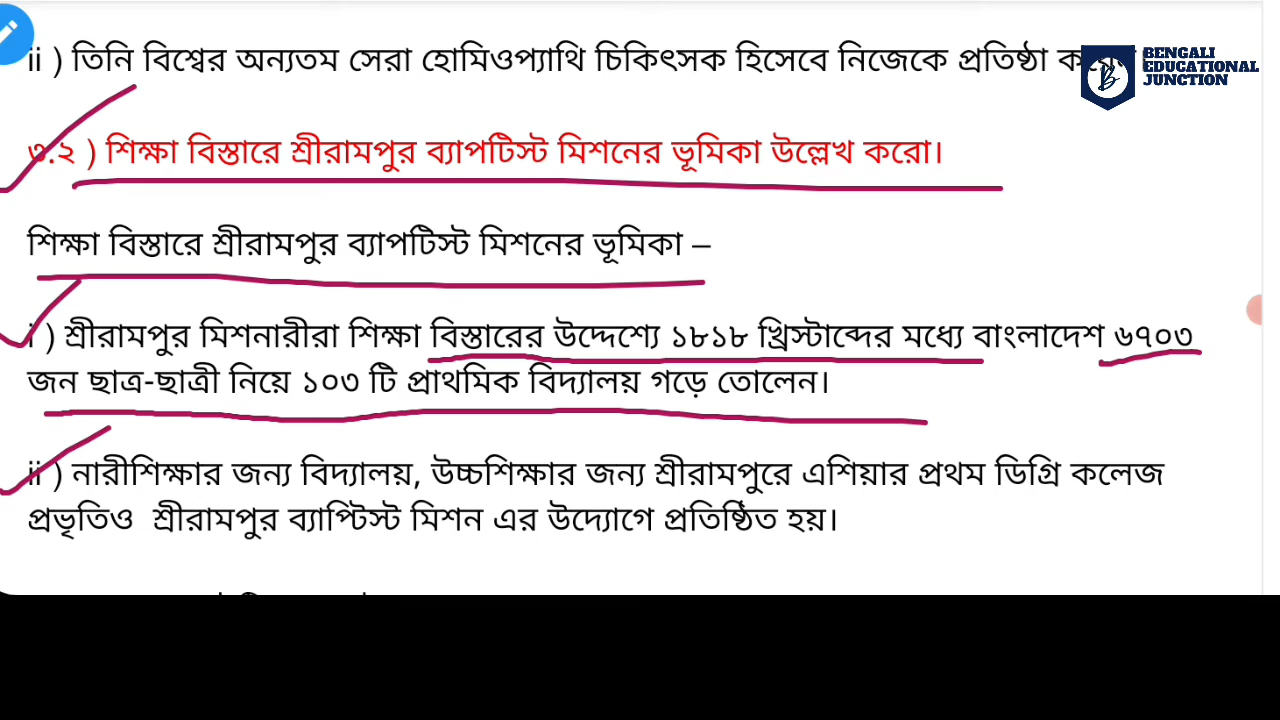 ii ) তিনি বিশ্বের অন্যতম সেরা হোমিওপ্যাথি চিকিৎসক হিসেবে নিজেকে প্রতিষ্ঠা
BENGALI
EDUCATIONAL
JUNCTION
৩.২ ) শিক্ষা বিস্তারে শ্রীরামপুর ব্যাপটিস্ট মিশনের ভূমিকা উল্লেখ করো।
শিক্ষা বিস্তারে শ্রীরামপুর ব্যাপটিস্ট মিশনের ভূমিকা –
i ) শ্রীরামপুর মিশনারীরা শিক্ষা বিস্তারের উদ্দেশ্যে ১৮১৮ খ্রিস্টাব্দের মধ্যে বাংলাদেশ ৬৭০৩
জন ছাত্র-ছাত্রী নিয়ে ১০৩ টি প্রাথমিক বিদ্যালয় গড়ে তোলেন।
ii ) নারীশিক্ষার জন্য বিদ্যালয়, উচ্চশিক্ষার জন্য শ্রীরামপুরে এশিয়ার প্রথম ডিগ্রি কলেজ
প্রভৃতিও শ্রীরামপুর ব্যাপ্টিস্ট মিশন এর উদ্যোগে প্রতিষ্ঠিত হয়।